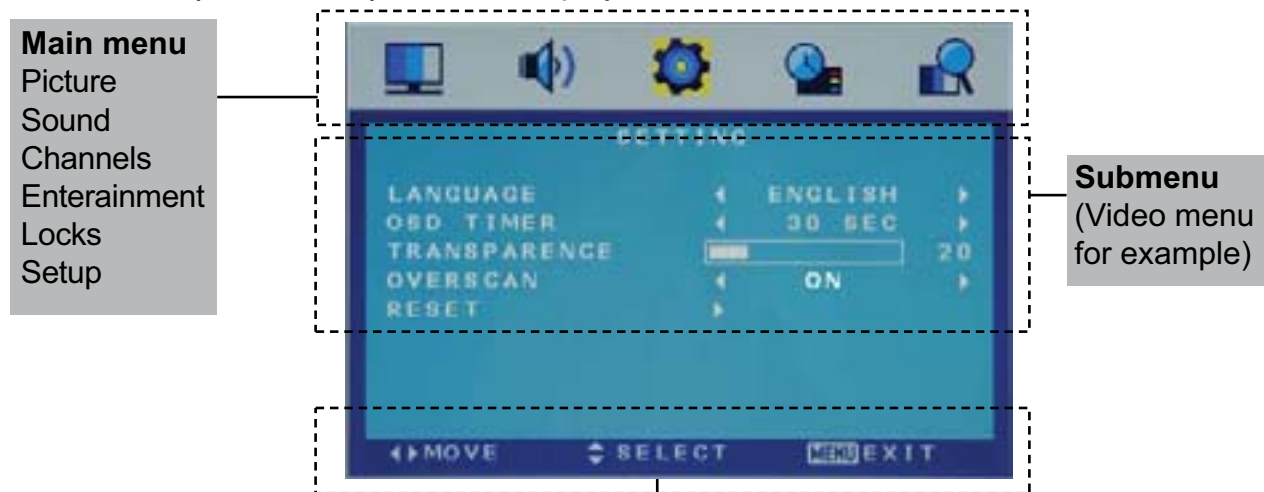 Main menu
Picture
Sound
Channels
Enterainment
Locks
Setup
SETTING
LANGUAGE ENGLISH
OSD TIMER 30 SEC
TRANSPARENCE 20
OVERSCAN ON
RESET
MOVE SELECT MENU EXIT
Submenu
(Video menu
for example)